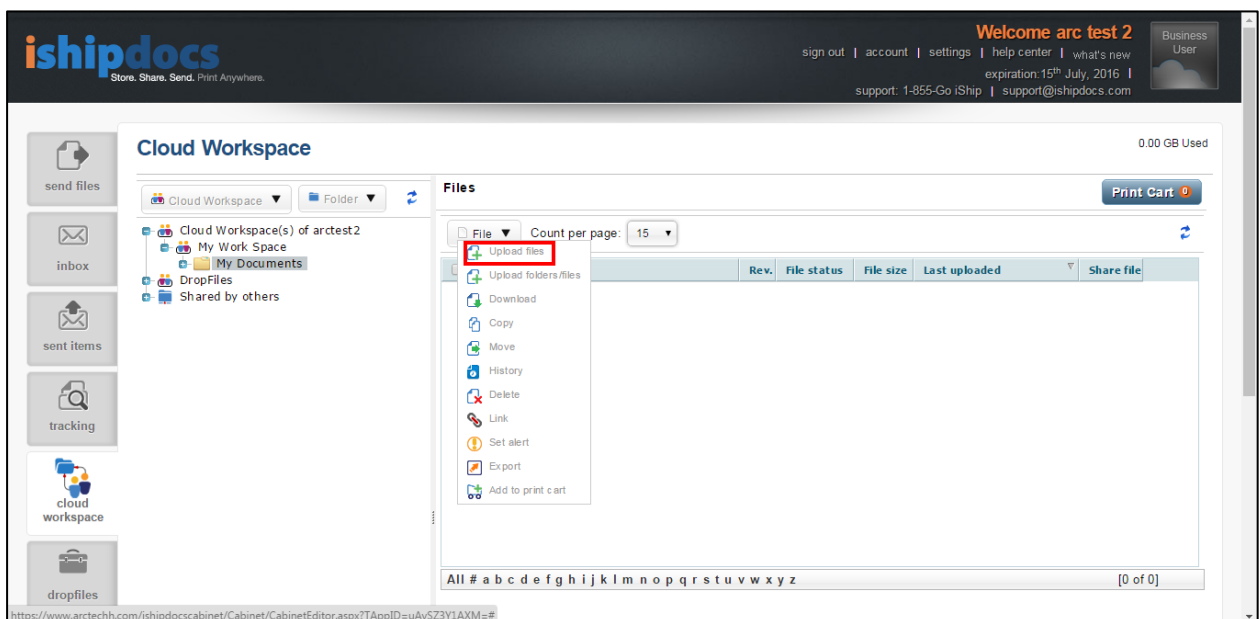 ishipdocs
Store. Share. Send. Print Anywhere.
Welcome arc test 2
sign out | account | settings | help center | what's new
expiration:15th July, 2016 |
support: 1-855-Go iShip | support@ishipdocs.com
Business
User
send files
inbox
sent items
tracking
cloud
workspace
dropfiles
Cloud Workspace
0.00 GB Used
Cloud Workspace ▼ Folder ▼
Cloud Workspace(s) of arctest2
My Work Space
My Documents
DropFiles
Shared by others
Files
Print Cart 0
File ▼ Count per page: 15 ▼
Rev. File status File size Last uploaded Share file
Upload files
Upload folders/files
Download
Copy
Move
History
Delete
Link
Set alert
Export
Add to print cart
All # a b c d e f g h i j k l m n o p q r s t u v w x y z [0 of 0]
https://www.arctechh.com/ishipdocscabinet/Cabinet/CabinetEditor.aspx?TAppID=uAvSZ3Y1AXM=#